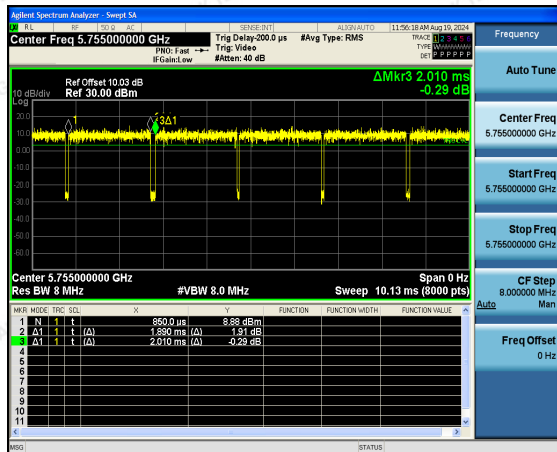 Agilent Spectrum Analyzer - Swept SA
RL RF 50 Ω AC SENSE:INT ALIGNAUTO 11:56:18 AM Aug 19, 2024
Center Freq 5.755000000 GHz
PNO: Fast
IFGain:Low
Trig Delay-200.0 µs
Trig: Video
#Atten: 40 dB
#Avg Type: RMS
TRACE 1 2 3 4 5 6
TYPE
DET P P P P P P
Frequency
Auto Tune
Center Freq
5.755000000 GHz
Start Freq
5.755000000 GHz
Stop Freq
5.755000000 GHz
CF Step
8.000000 MHz
Auto Man
Freq Offset
0 Hz
ΔMkr3 2.010 ms
-0.29 dB
Ref Offset 10.03 dB
10 dB/div Ref 30.00 dBm
Log
20.0
10.0
0.00
-10.0
-20.0
-30.0
-40.0
-50.0
-60.0
1
3Δ1
Center 5.755000000 GHz Span 0 Hz
Res BW 8 MHz #VBW 8.0 MHz Sweep 10.13 ms (8000 pts)
MKR MODE TRC SCL X Y FUNCTION FUNCTION WIDTH FUNCTION VALUE
1 N 1 t 850.0 µs 8.88 dBm
2 Δ1 1 t (Δ) 1.890 ms (Δ) 1.91 dB
3 Δ1 1 t (Δ) 2.010 ms (Δ) -0.29 dB
4
5
6
7
8
9
10
11
MSG STATUS